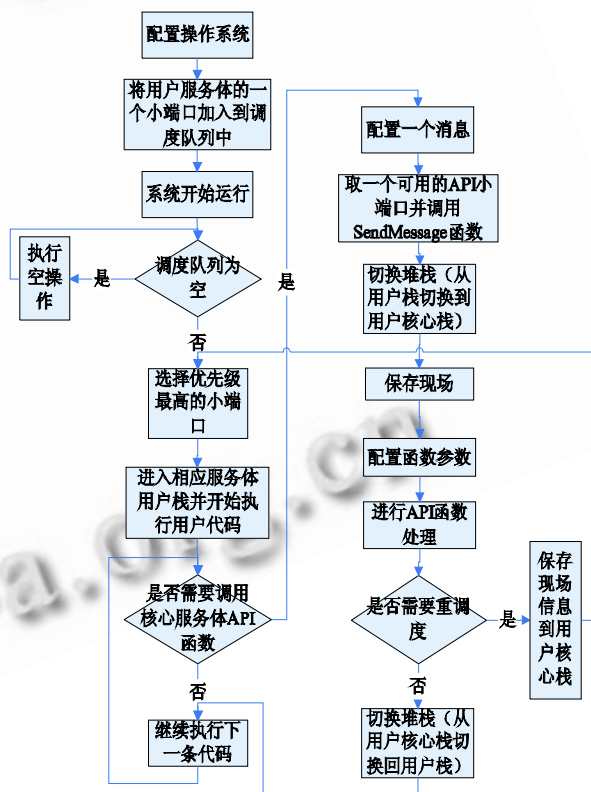 配置操作系统
将用户服务体的一
个小端口加入到调
度队列中
系统开始运行
执行
空操
作
是
调度队列为
空
否
选择优先级
最高的小端
口
进入相应服务体
用户栈并开始执
行用户代码
是否需要调用
核心服务体API
函数
否
继续执行下
一条代码
是
配置一个消息
取一个可用的API小
端口并调用
SendMessage函数
切换堆栈（从
用户栈切换到
用户核心栈）
保存现场
配置函数参数
进行API函数
处理
是否需要重调
度
是
保存
现场
信息
到用
户核
心栈
否
切换堆栈（从
用户核心栈切
换回用户栈）